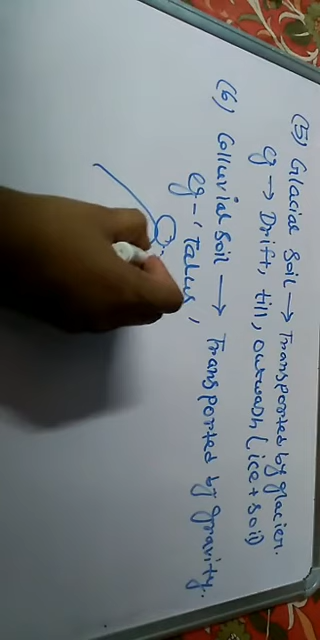 (5) Glacial Soil → Transported by glacier.
eg → Drift, till, outwash (ice + soil)
(6) Colluvial Soil → Transported by gravity.
eg -, Talus,